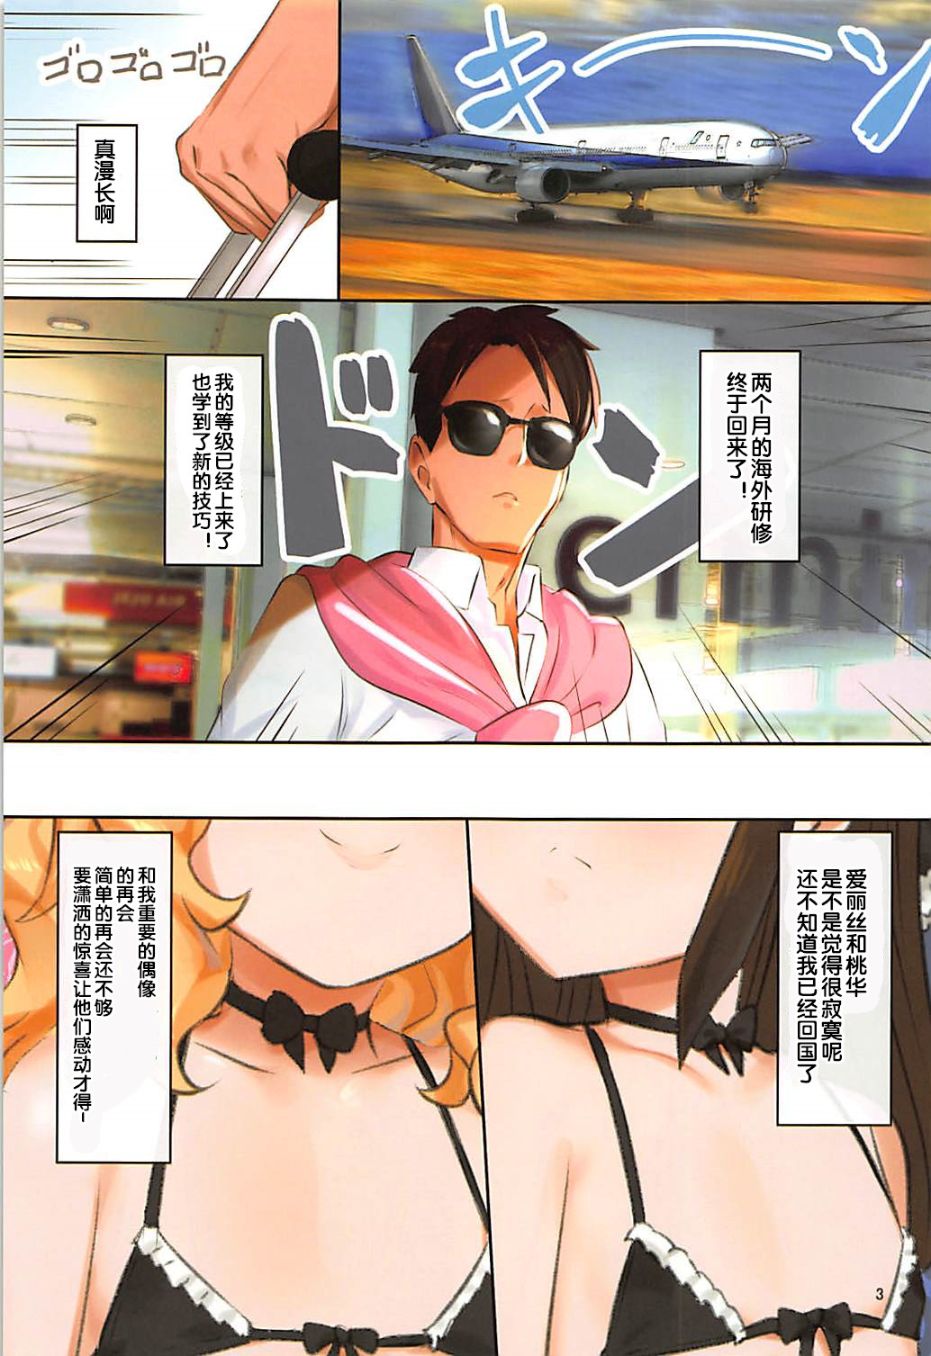 キーン
ゴロゴロゴロ
真漫长啊
两个月的海外研修
终于回来了！
ドン
我的等级已经上来了
也学到了新的技巧！
爱丽丝和桃华
是不是觉得很寂寞呢
还不知道我已经回国了
和我重要的偶像
的再会
简单的再会还不够
要潇洒的惊喜让他们感动才得-
3